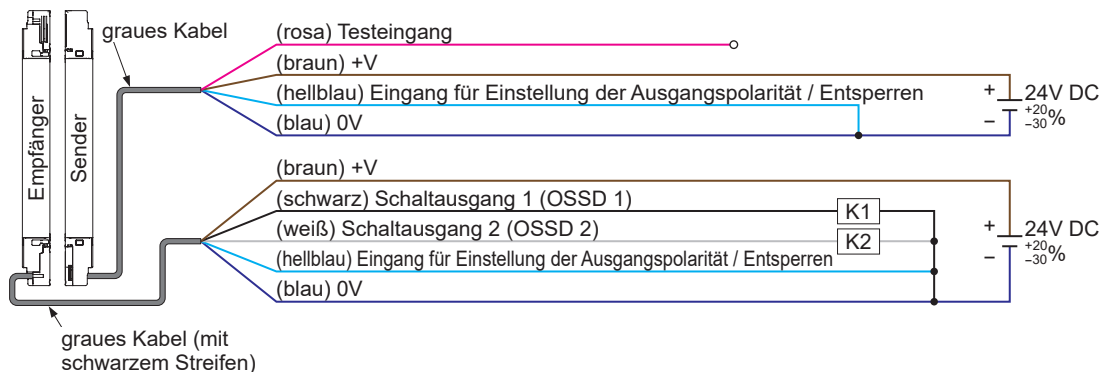 graues Kabel
(rosa) Testeingang
(braun) +V
(hellblau) Eingang für Einstellung der Ausgangspolarität / Entsperren
(blau) 0V
+
–
24V DC
+20
–30 %
Empfänger
Sender
(braun) +V
(schwarz) Schaltausgang 1 (OSSD 1)
K1
(weiß) Schaltausgang 2 (OSSD 2)
K2
(hellblau) Eingang für Einstellung der Ausgangspolarität / Entsperren
(blau) 0V
+
–
24V DC
+20
–30 %
graues Kabel (mit
schwarzem Streifen)